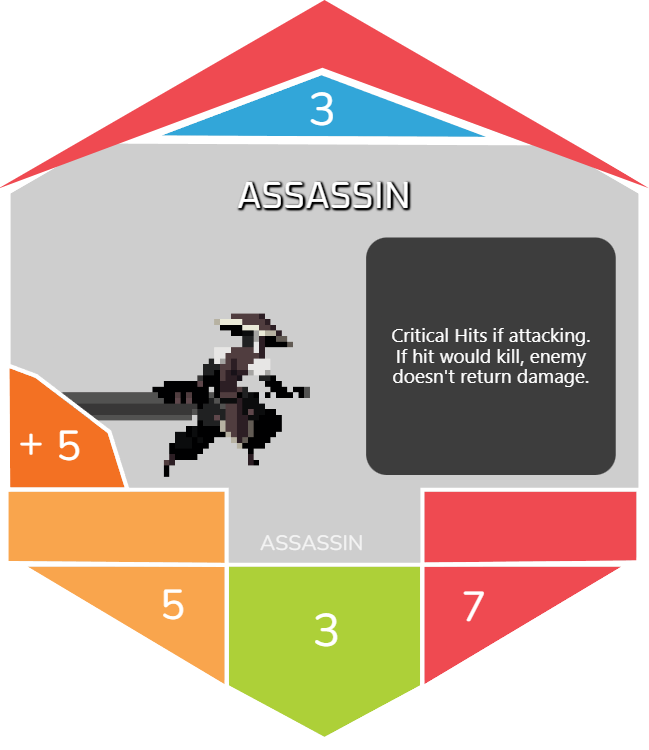 3
ASSASSIN
Critical Hits if attacking.
If hit would kill, enemy
doesn't return damage.
+ 5
ASSASSIN
5
3
7